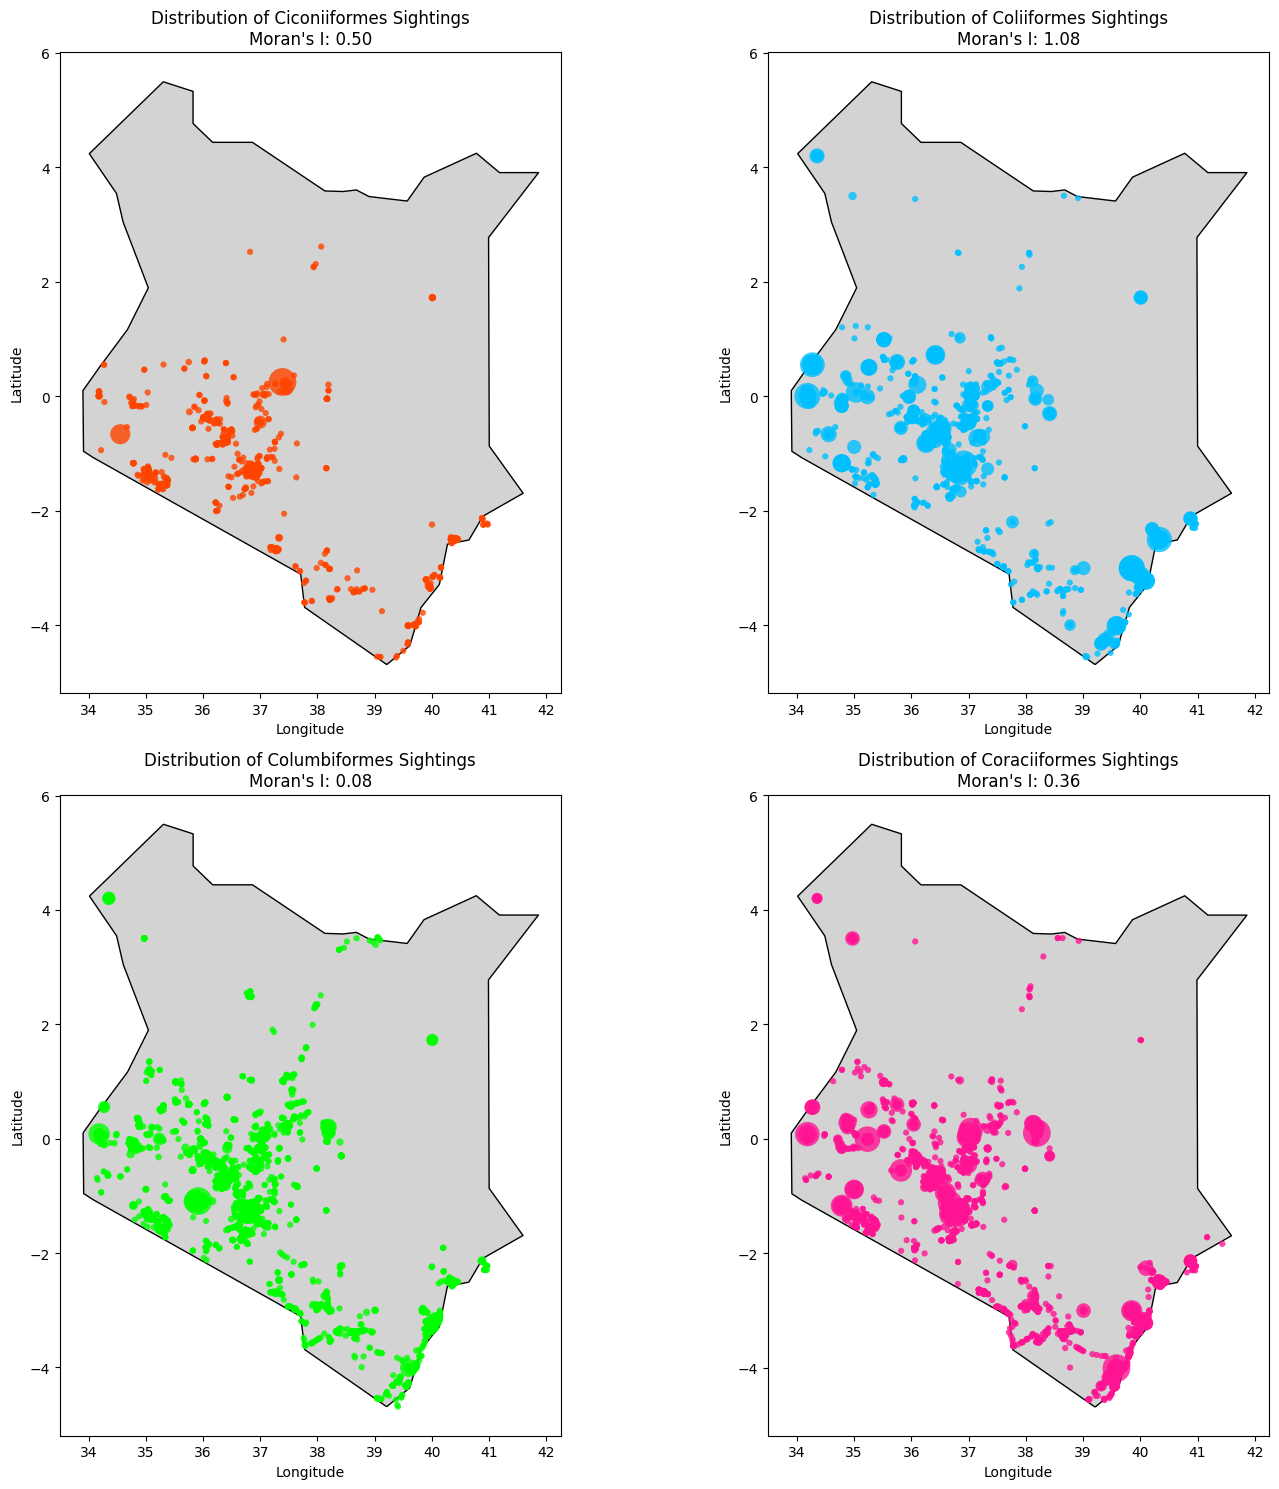 Distribution of Ciconiiformes Sightings
Moran's I: 0.50
6
4
2
0
−2
−4
Latitude
34 35 36 37 38 39 40 41 42
Longitude
Distribution of Coliiformes Sightings
Moran's I: 1.08
6
4
2
0
−2
−4
Latitude
34 35 36 37 38 39 40 41 42
Longitude
Distribution of Columbiformes Sightings
Moran's I: 0.08
6
4
2
0
−2
−4
Latitude
34 35 36 37 38 39 40 41 42
Longitude
Distribution of Coraciiformes Sightings
Moran's I: 0.36
6
4
2
0
−2
−4
Latitude
34 35 36 37 38 39 40 41 42
Longitude